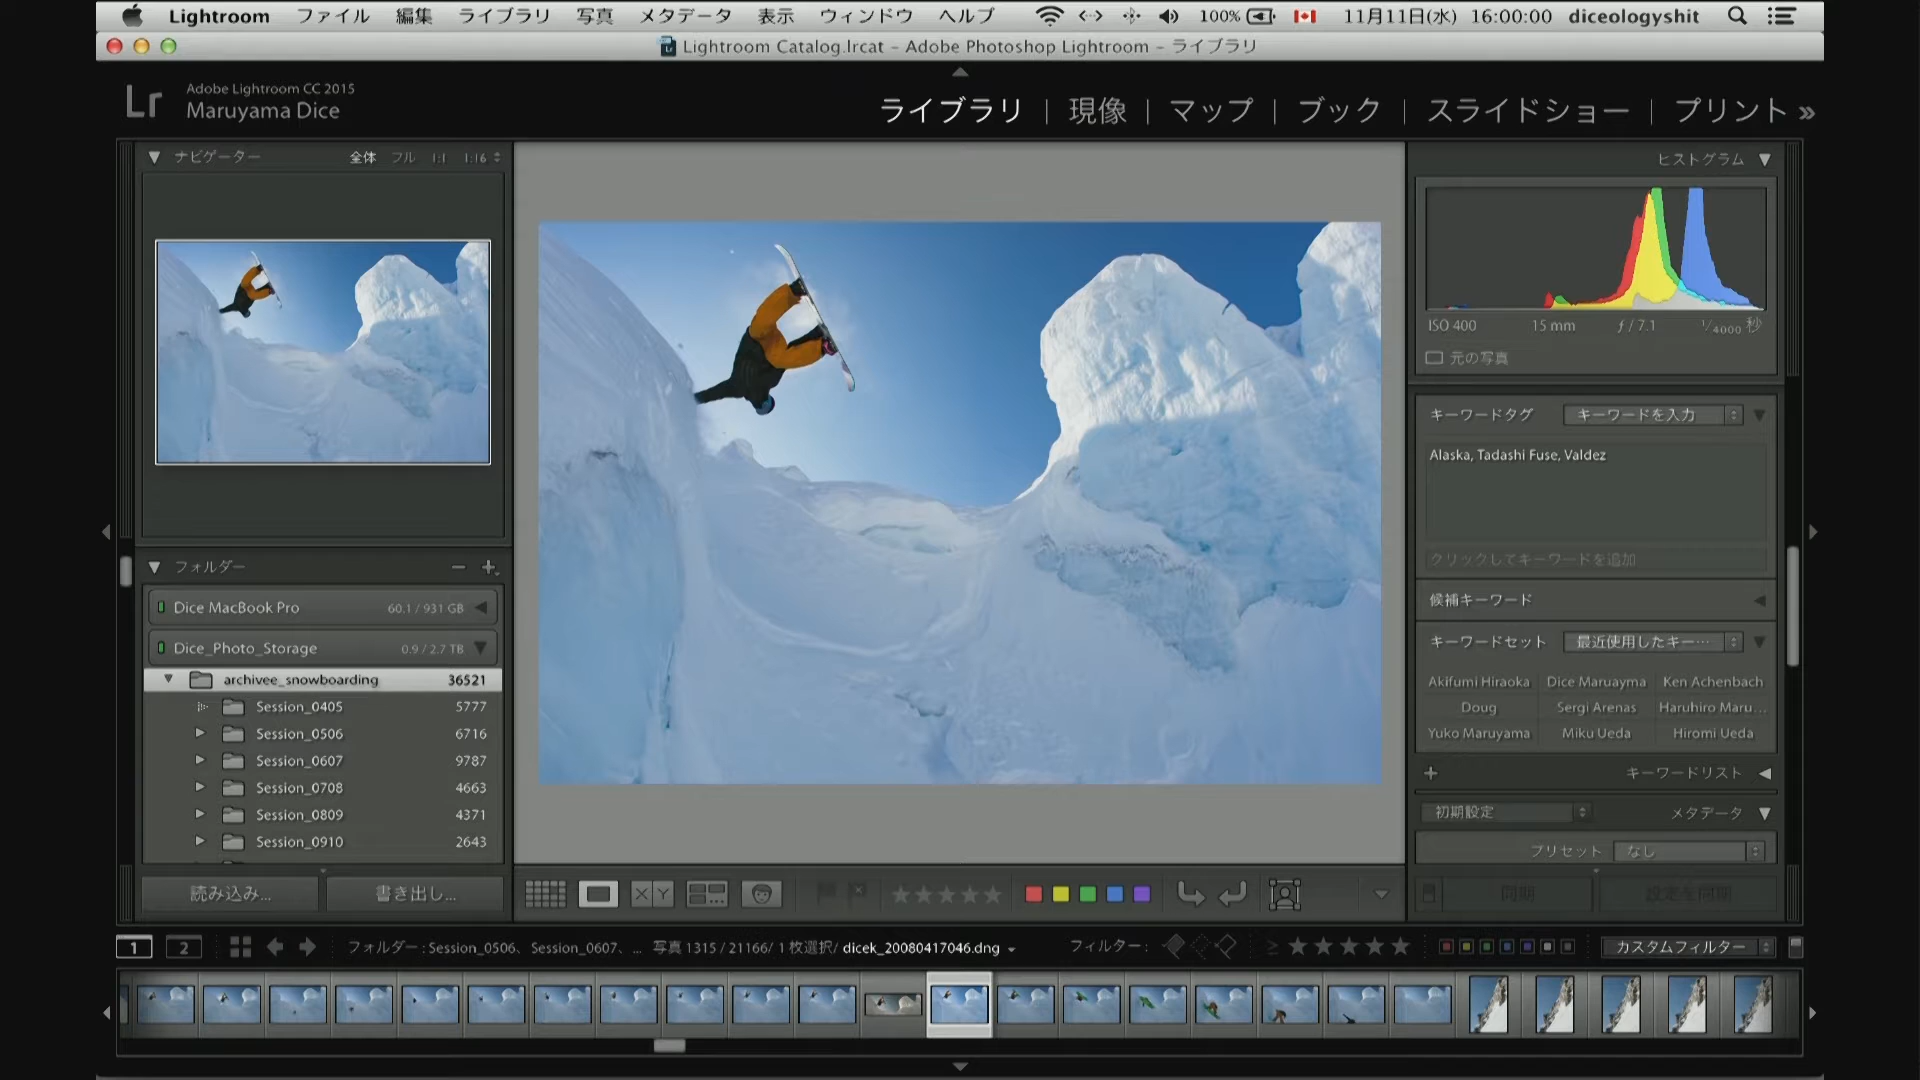 Lightroom ファイル 編集 ライブラリ 写真 メタデータ 表示 ウィンドウ ヘルプ 100% 11月11日(水) 16:00:00 diceologyshit
Lightroom Catalog.lrcat – Adobe Photoshop Lightroom – ライブラリ
Lr Adobe Lightroom CC 2015
Maruyama Dice
ライブラリ | 現像 | マップ | ブック | スライドショー | プリント »
ナビゲーター 全体 フル 1:1 1:16
ヒストグラム
ISO 400 15 mm ƒ / 7.1 1/4000 秒
元の写真
キーワードタグ キーワードを入力
Alaska, Tadashi Fuse, Valdez
クリックしてキーワードを追加
候補キーワード
キーワードセット 最近使用したキー…
Akifumi Hiraoka Dice Maruayma Ken Achenbach
Doug Sergi Arenas Haruhiro Maru…
Yuko Maruyama Miku Ueda Hiromi Ueda
キーワードリスト
初期設定 メタデータ
プリセット なし
同期 設定を同期
フォルダー
Dice MacBook Pro 60.1 / 931 GB
Dice_Photo_Storage 0.9 / 2.7 TB
archivee_snowboarding 36521
Session_0405 5777
Session_0506 6716
Session_0607 9787
Session_0708 4663
Session_0809 4371
Session_0910 2643
読み込み... 書き出し...
X Y
1 2 フォルダー : Session_0506、Session_0607、... 写真 1315 / 21166/ 1 枚選択/ dicek_20080417046.dng フィルター : ≥ カスタムフィルター